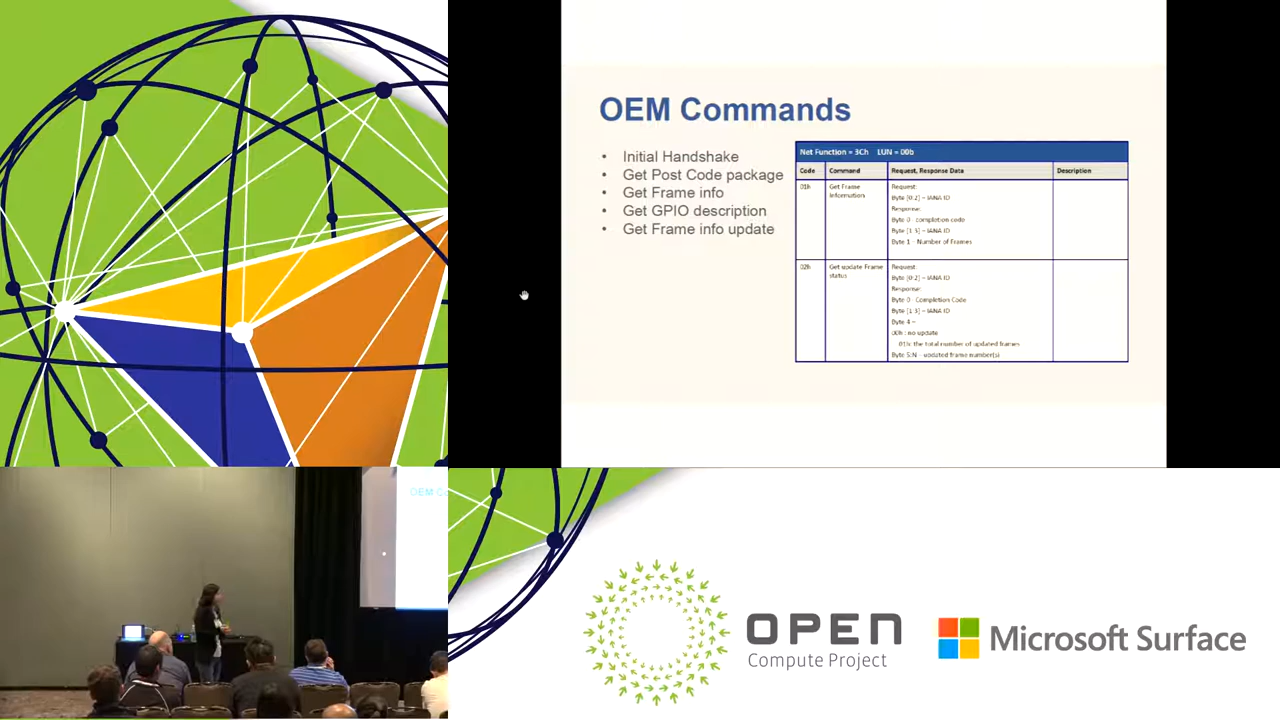 OEM Commands
• Initial Handshake
• Get Post Code package
• Get Frame info
• Get GPIO description
• Get Frame info update
Net Function = 3Ch LUN = 00b
Code Command Request, Response Data Description
01h Get Frame Information
Request:
Byte [0:2] – IANA ID
Response:
Byte 0 - completion code
Byte [1:3] – IANA ID
Byte 1 – Number of Frames
02h Get update Frame status
Request:
Byte [0:2] – IANA ID
Response:
Byte 0 - Completion Code
Byte [1:3] – IANA ID
Byte 4 –
00h : no update
01h: the total number of updated frames
Byte 5:N – updated frame number(s)
OEM Co
OPEN
Compute Project
Microsoft Surface